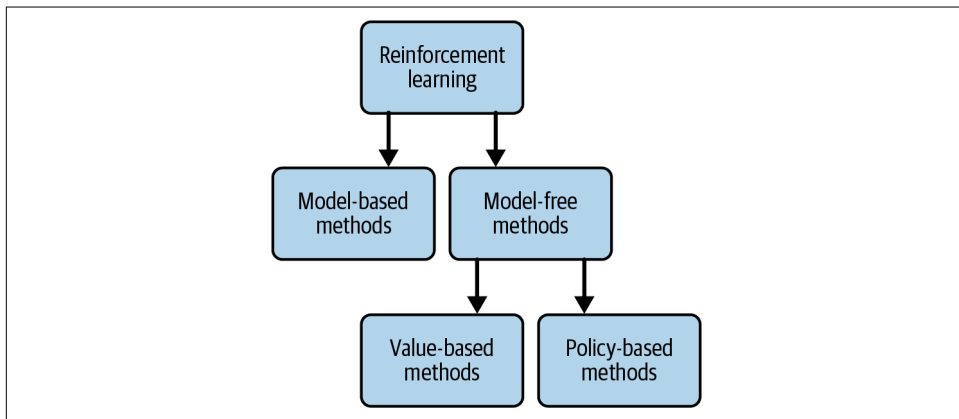 Reinforcement
learning
Model-based
methods
Model-free
methods
Value-based
methods
Policy-based
methods